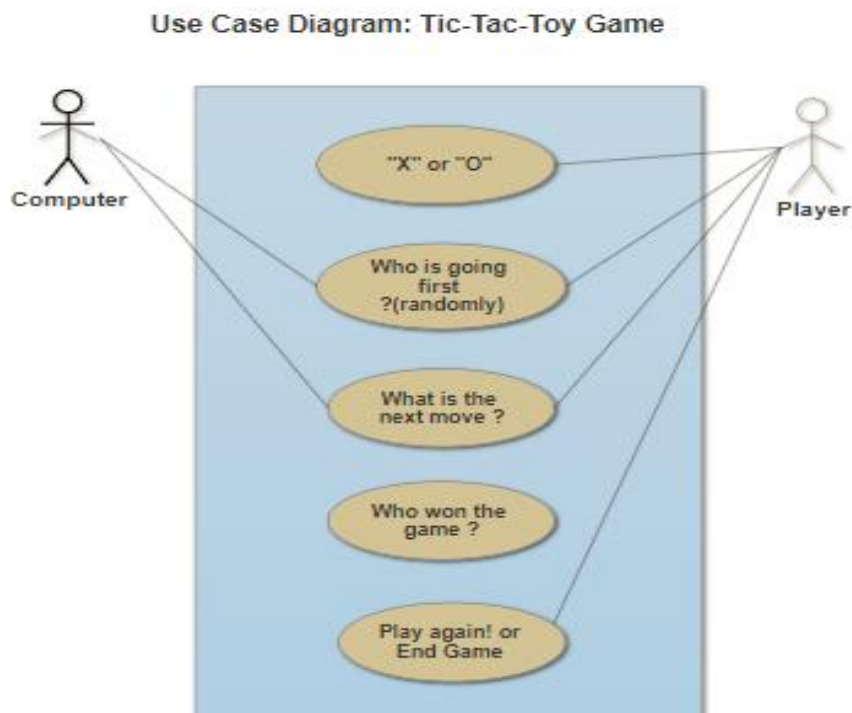 Use Case Diagram: Tic-Tac-Toy Game
"X" or "O"
Computer
Player
Who is going
first
?(randomly)
What is the
next move ?
Who won the
game ?
Play again! or
End Game